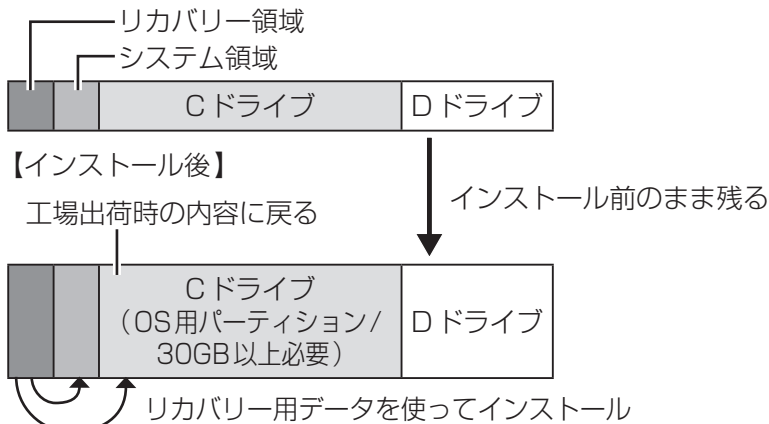 リカバリー領域
システム領域
Cドライブ
Dドライブ
【インストール後】
インストール前のまま残る
工場出荷時の内容に戻る
Cドライブ
（OS用パーティション/
30GB以上必要）
Dドライブ
リカバリー用データを使ってインストール